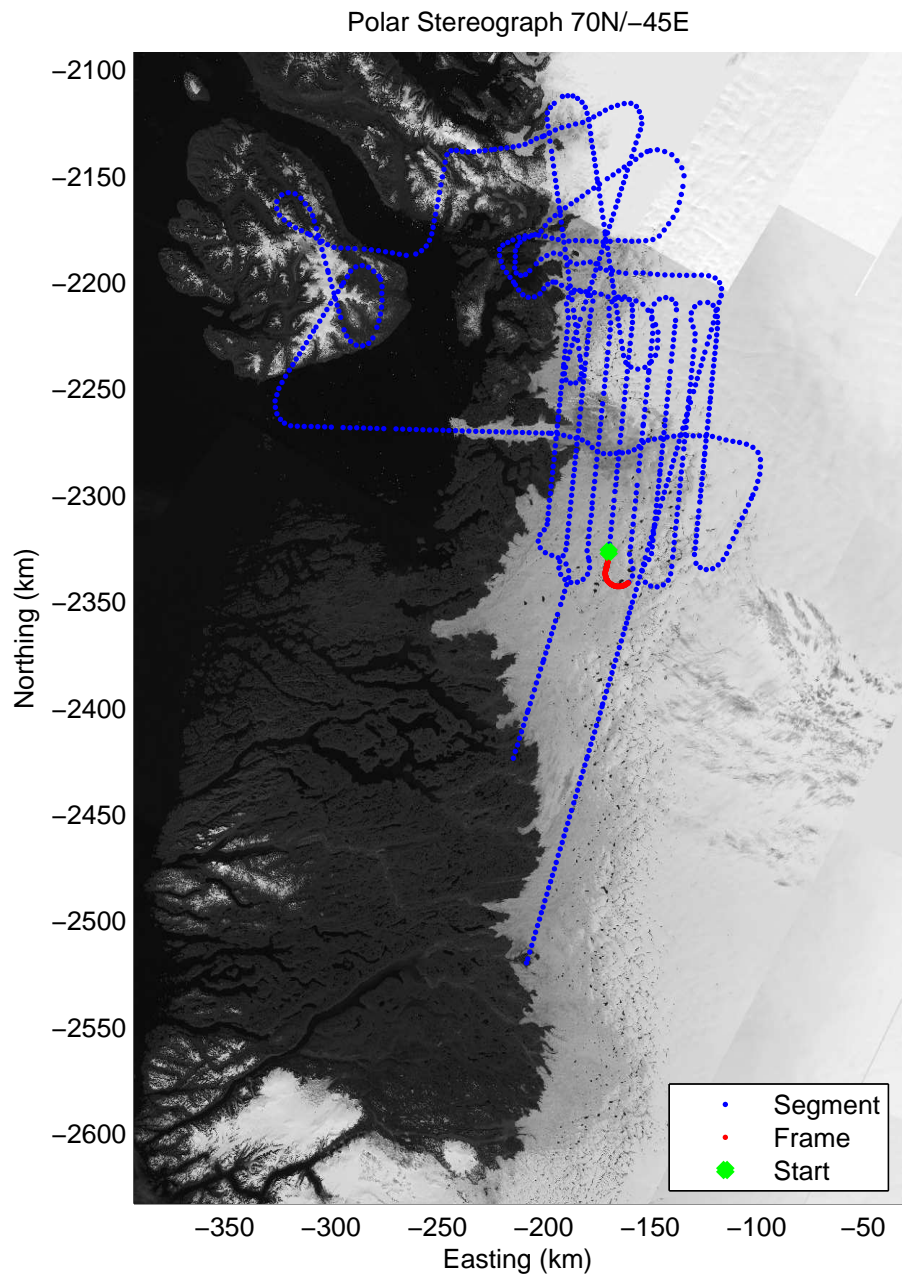 Polar Stereograph 70N/−45E
−2100
−2150
−2200
−2250
−2300
−2350
−2400
−2450
−2500
−2550
−2600
Northing (km)
Segment
Frame
Start
−350 −300 −250 −200 −150 −100 −50
Easting (km)